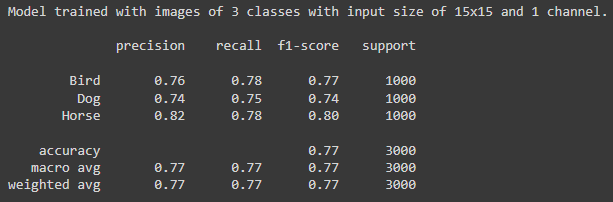 Model trained with images of 3 classes with input size of 15x15 and 1 channel.
precision recall f1-score support
Bird 0.76 0.78 0.77 1000
Dog 0.74 0.75 0.74 1000
Horse 0.82 0.78 0.80 1000
accuracy 0.77 3000
macro avg 0.77 0.77 0.77 3000
weighted avg 0.77 0.77 0.77 3000